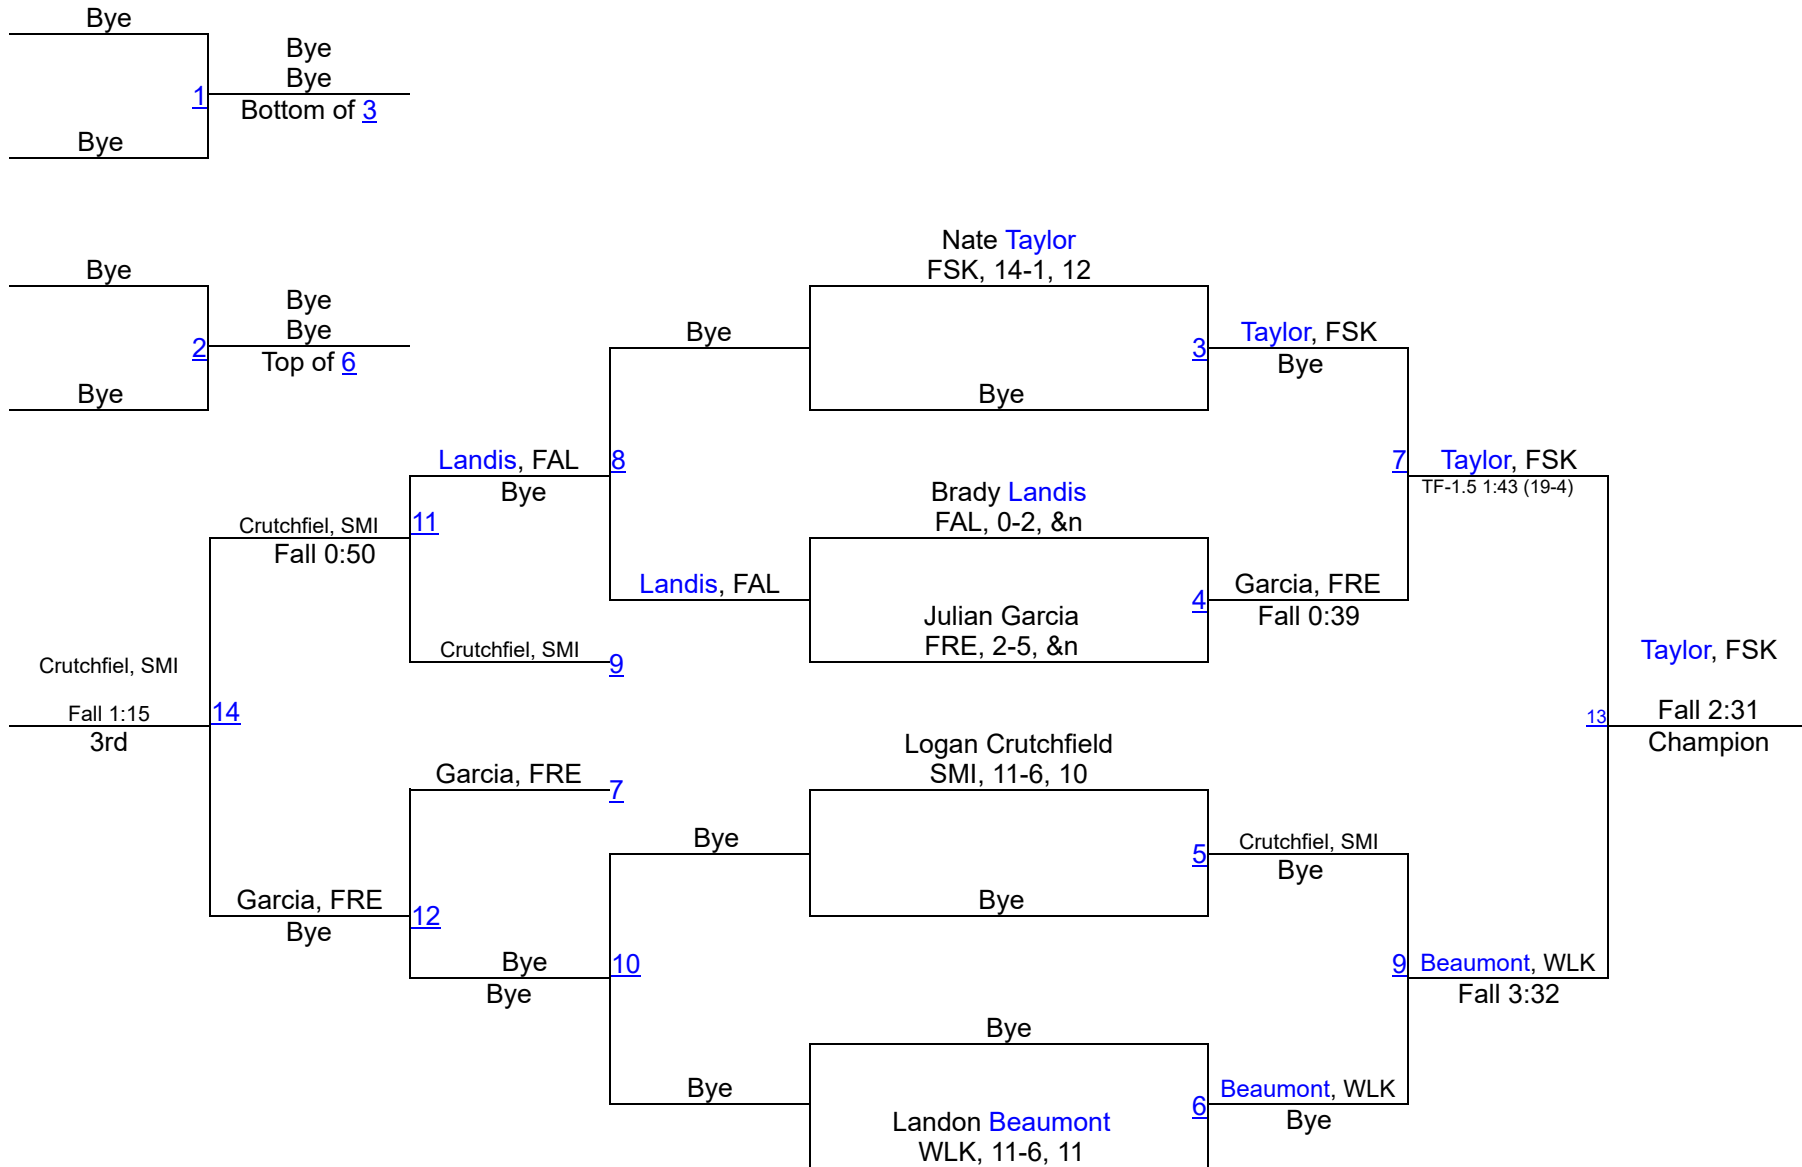 Bye
Bye
Bye
1
Bottom of 3
Bye
Nate Taylor
FSK, 14-1, 12
Bye
Bye
Bye
2
Top of 6
Bye
Bye
3
Taylor, FSK
Bye
Bye
Landis, FAL
8
Bye
7
Taylor, FSK
TF-1.5 1:43 (19-4)
Brady Landis
FAL, 0-2, &n
Crutchfiel, SMI
11
Fall 0:50
Landis, FAL
4
Garcia, FRE
Fall 0:39
Julian Garcia
FRE, 2-5, &n
Crutchfiel, SMI
9
Crutchfiel, SMI
Taylor, FSK
Fall 1:15
14
3rd
13
Fall 2:31
Champion
Logan Crutchfield
SMI, 11-6, 10
Garcia, FRE
7
Bye
5
Crutchfiel, SMI
Bye
Garcia, FRE
12
Bye
Bye
Bye
10
Bye
9
Beaumont, WLK
Fall 3:32
Bye
Bye
6
Beaumont, WLK
Bye
Landon Beaumont
WLK, 11-6, 11